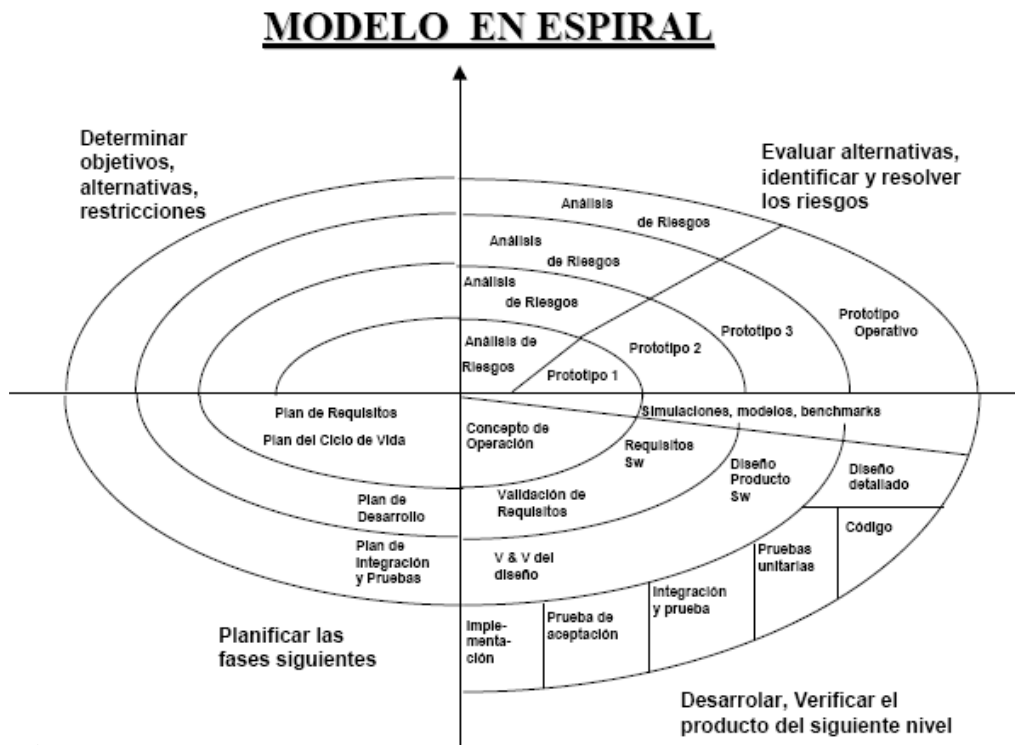 MODELO EN ESPIRAL
Determinar
objetivos,
alternativas,
restricciones
Evaluar alternativas,
identificar y resolver
los riesgos
Análisis
de Riesgos
Análisis
de Riesgos
Análisis
de Riesgos
Análisis de
Riesgos
Prototipo 1
Prototipo 2
Prototipo 3
Prototipo
Operativo
Simulaciones, modelos, benchmarks
Plan de Requisitos
Plan del Ciclo de Vida
Concepto de
Operación
Requisitos
Sw
Diseño
Producto
Sw
Diseño
detallado
Plan de
Desarrollo
Validación de
Requisitos
Código
Plan de
Integración
y Pruebas
V & V del
diseño
Pruebas
unitarias
Integración
y prueba
Prueba de
aceptación
Imple-
menta-
ción
Planificar las
fases siguientes
Desarrolar, Verificar el
producto del siguiente nivel